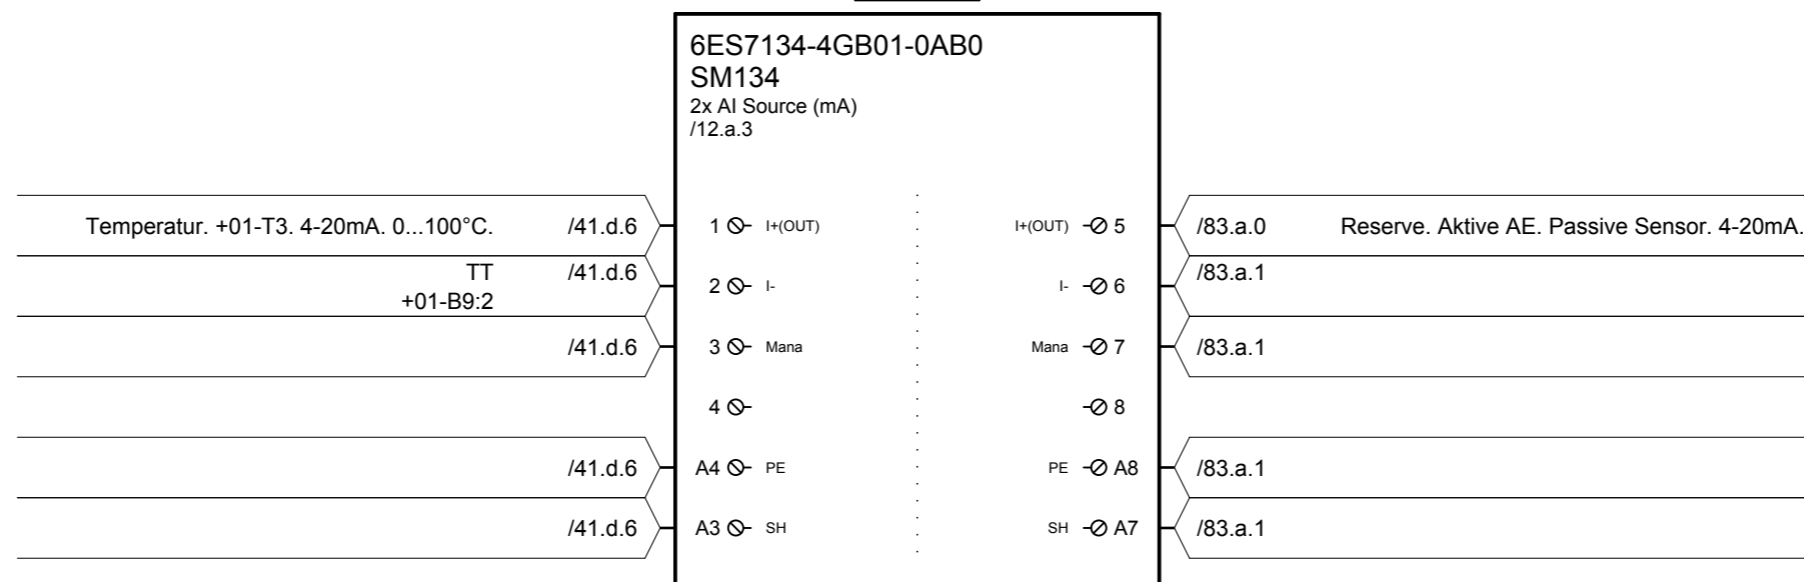 6ES7134-4GB01-0AB0
SM134
2x AI Source (mA)
/12.a.3
Temperatur. +01-T3. 4-20mA. 0...100°C. /41.d.6 1 I+(OUT) I+(OUT) 5 /83.a.0 Reserve. Aktive AE. Passive Sensor. 4-20mA.
TT /41.d.6 2 I- I- 6 /83.a.1
+01-B9:2
/41.d.6 3 Mana Mana 7 /83.a.1
4 8
/41.d.6 A4 PE PE A8 /83.a.1
/41.d.6 A3 SH SH A7 /83.a.1